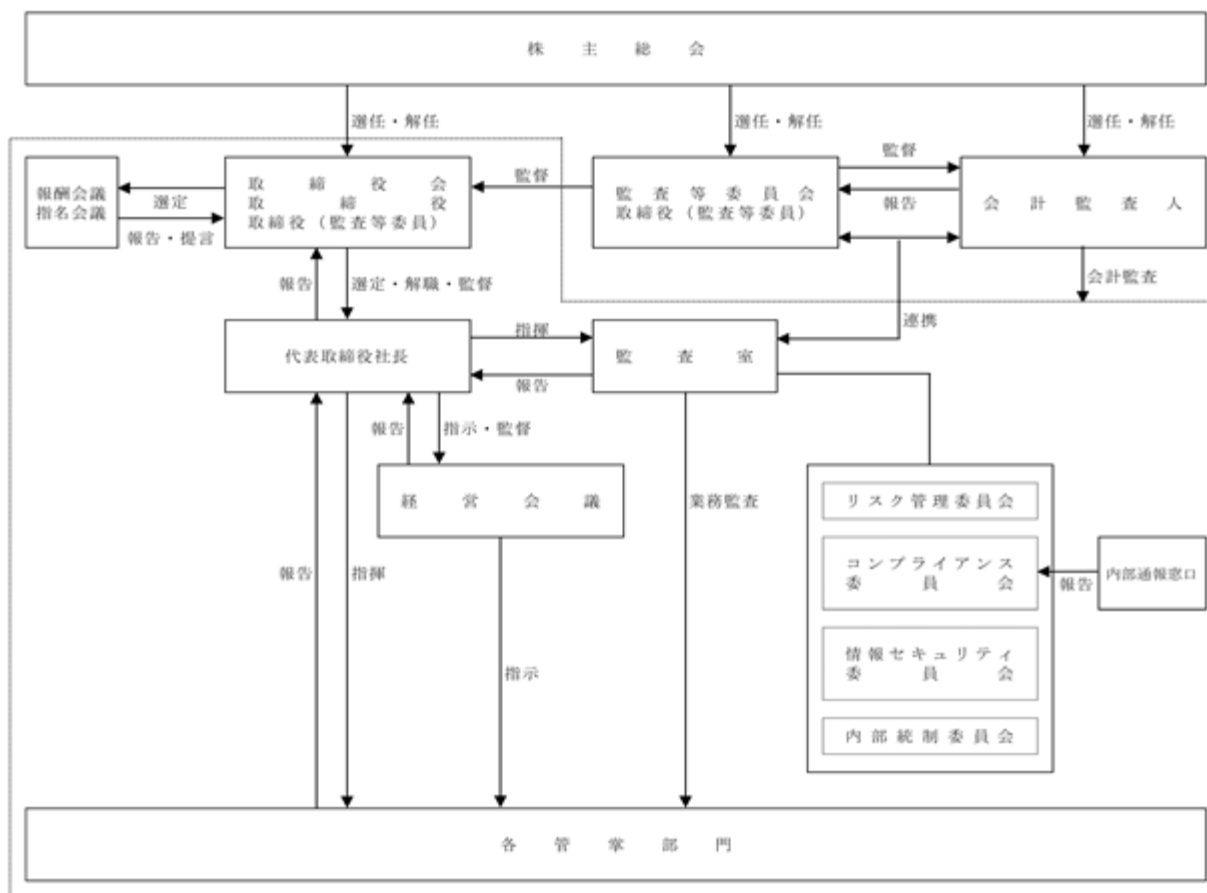 株主総会
選任・解任
選任・解任
選任・解任
報酬会議
指名会議
選定
報告・提言
取締役会
取締役
取締役（監査等委員）
監督
監査等委員会
取締役（監査等委員）
監督
報告
会計監査人
報告
選定・解職・監督
会計監査
連携
代表取締役社長
指揮
報告
監査室
報告
指示・監督
経営会議
業務監査
リスク管理委員会
コンプライアンス
委員会
報告
内部通報窓口
情報セキュリティ
委員会
内部統制委員会
報告
指揮
指示
各管掌部門